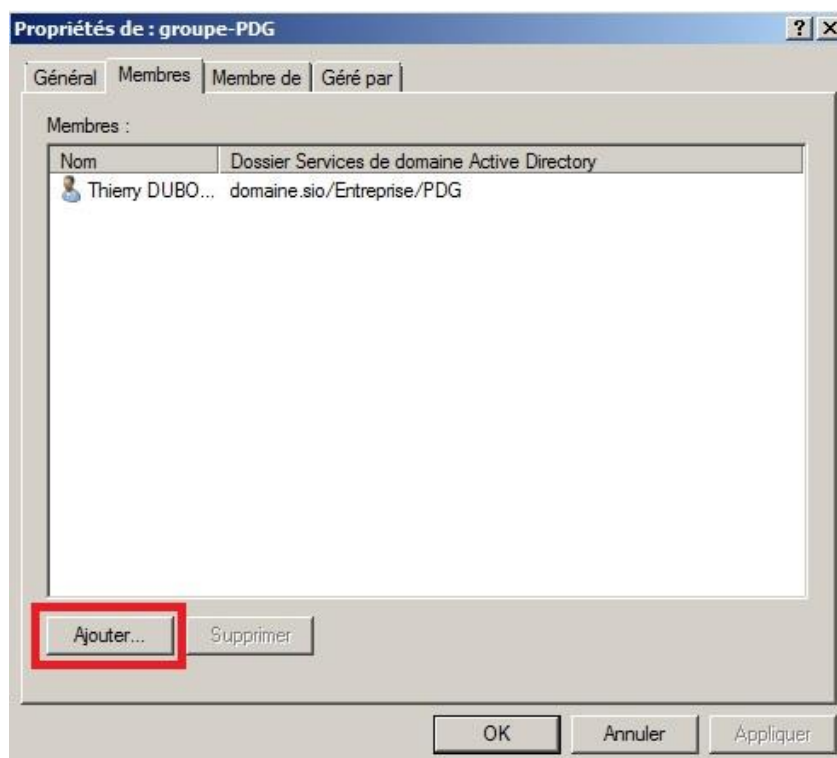 Propriétés de : groupe-PDG
Général Membres Membre de Géré par
Membres :
Nom Dossier Services de domaine Active Directory
Thierry DUBO... domaine.sio/Entreprise/PDG
Ajouter... Supprimer
OK Annuler Appliquer